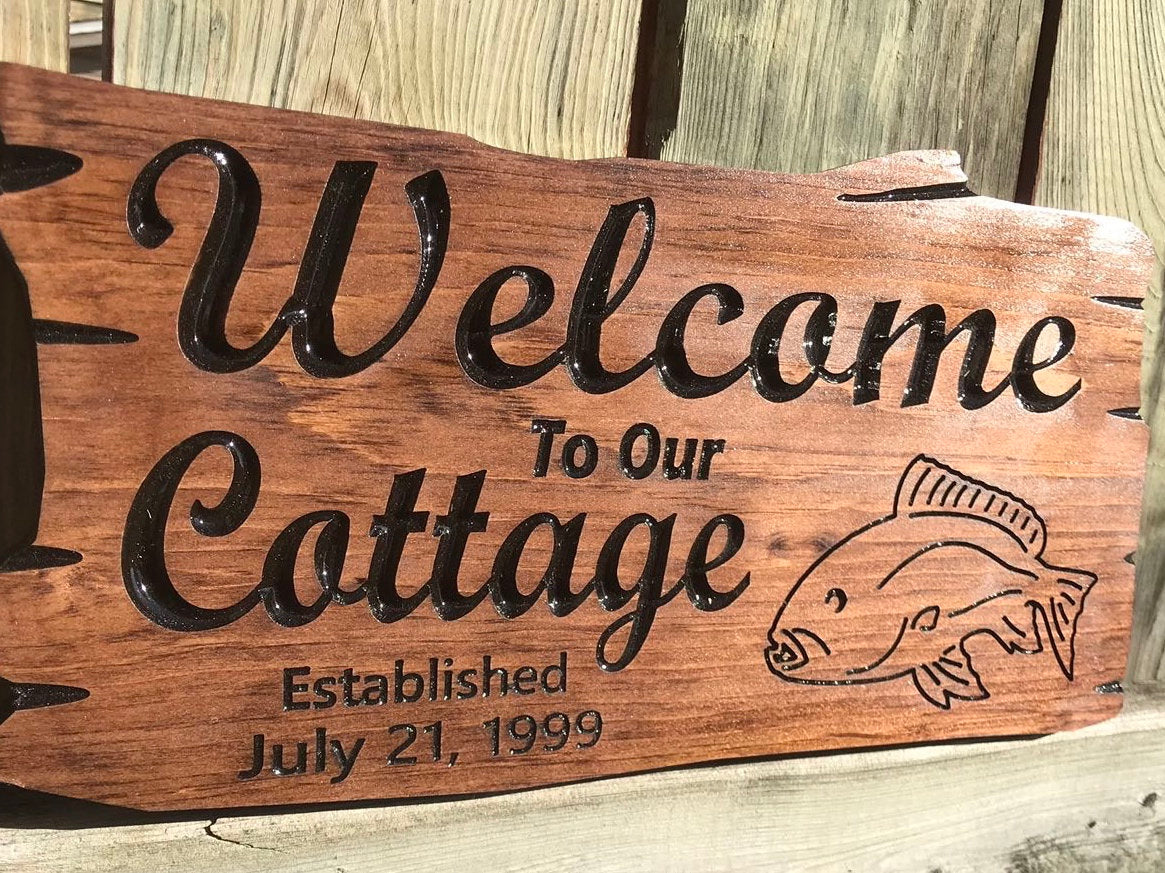 Welcome
To Our
Cottage
Established
July 21, 1999